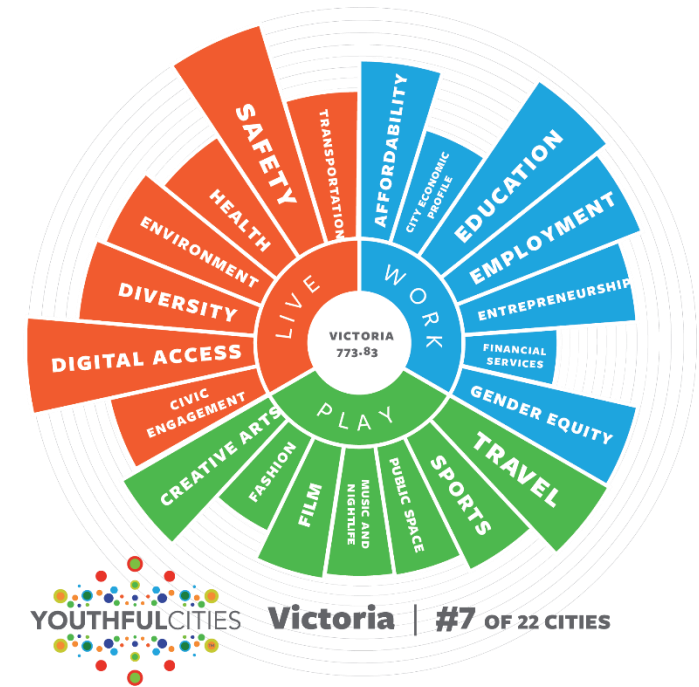 SAFETY
TRANSPORTATION
AFFORDABILITY
CITY ECONOMIC
PROFILE
EDUCATION
EMPLOYMENT
ENTREPRENEURSHIP
FINANCIAL
SERVICES
GENDER EQUITY
TRAVEL
SPORTS
PUBLIC SPACE
MUSIC AND
NIGHTLIFE
FILM
FASHION
CREATIVE ARTS
CIVIC
ENGAGEMENT
DIGITAL ACCESS
DIVERSITY
ENVIRONMENT
HEALTH
LIVE
WORK
PLAY
VICTORIA
773.83
YOUTHFULCITIES
Victoria | #7 OF 22 CITIES